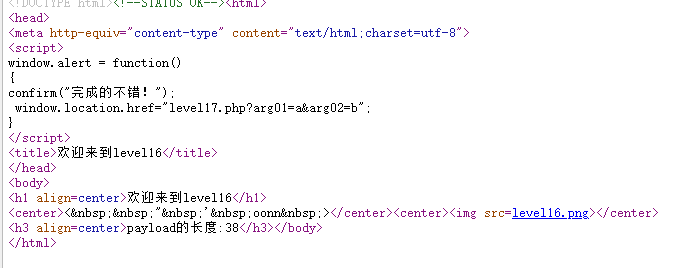 <!DOCTYPE html><!--STATUS OK--><html>
<head>
<meta http-equiv="content-type" content="text/html;charset=utf-8">
<script>
window.alert = function()
{
confirm("完成的不错！");
 window.location.href="level17.php?arg01=a&arg02=b";
}
</script>
<title>欢迎来到level16</title>
</head>
<body>
<h1 align=center>欢迎来到level16</h1>
<center><&nbsp;&nbsp;"&nbsp;'&nbsp;oonn&nbsp;></center><center><img src=level16.png></center>
<h3 align=center>payload的长度:38</h3></body>
</html>